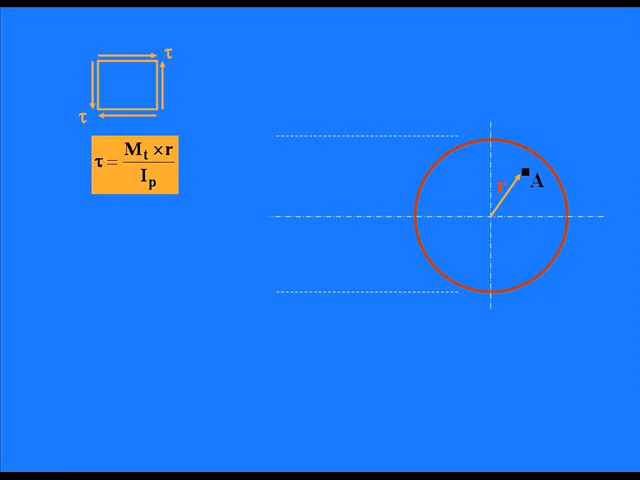 τ
τ
τ = Mₜ × r / Iₚ
r
A